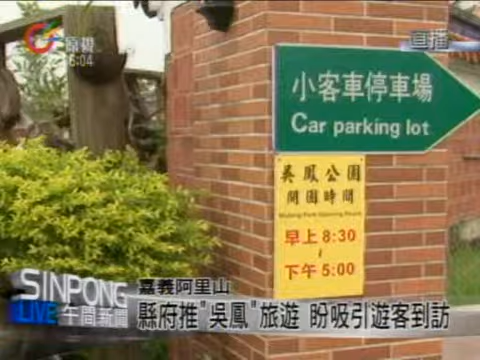 直播
6:04
小客車停車場
Car parking lot
吳鳳公園
開園時間
早上8:30
下午5:00
SINPONG
LIVE 午間新聞
嘉義阿里山
縣府推"吳鳳"旅遊 盼吸引遊客到訪